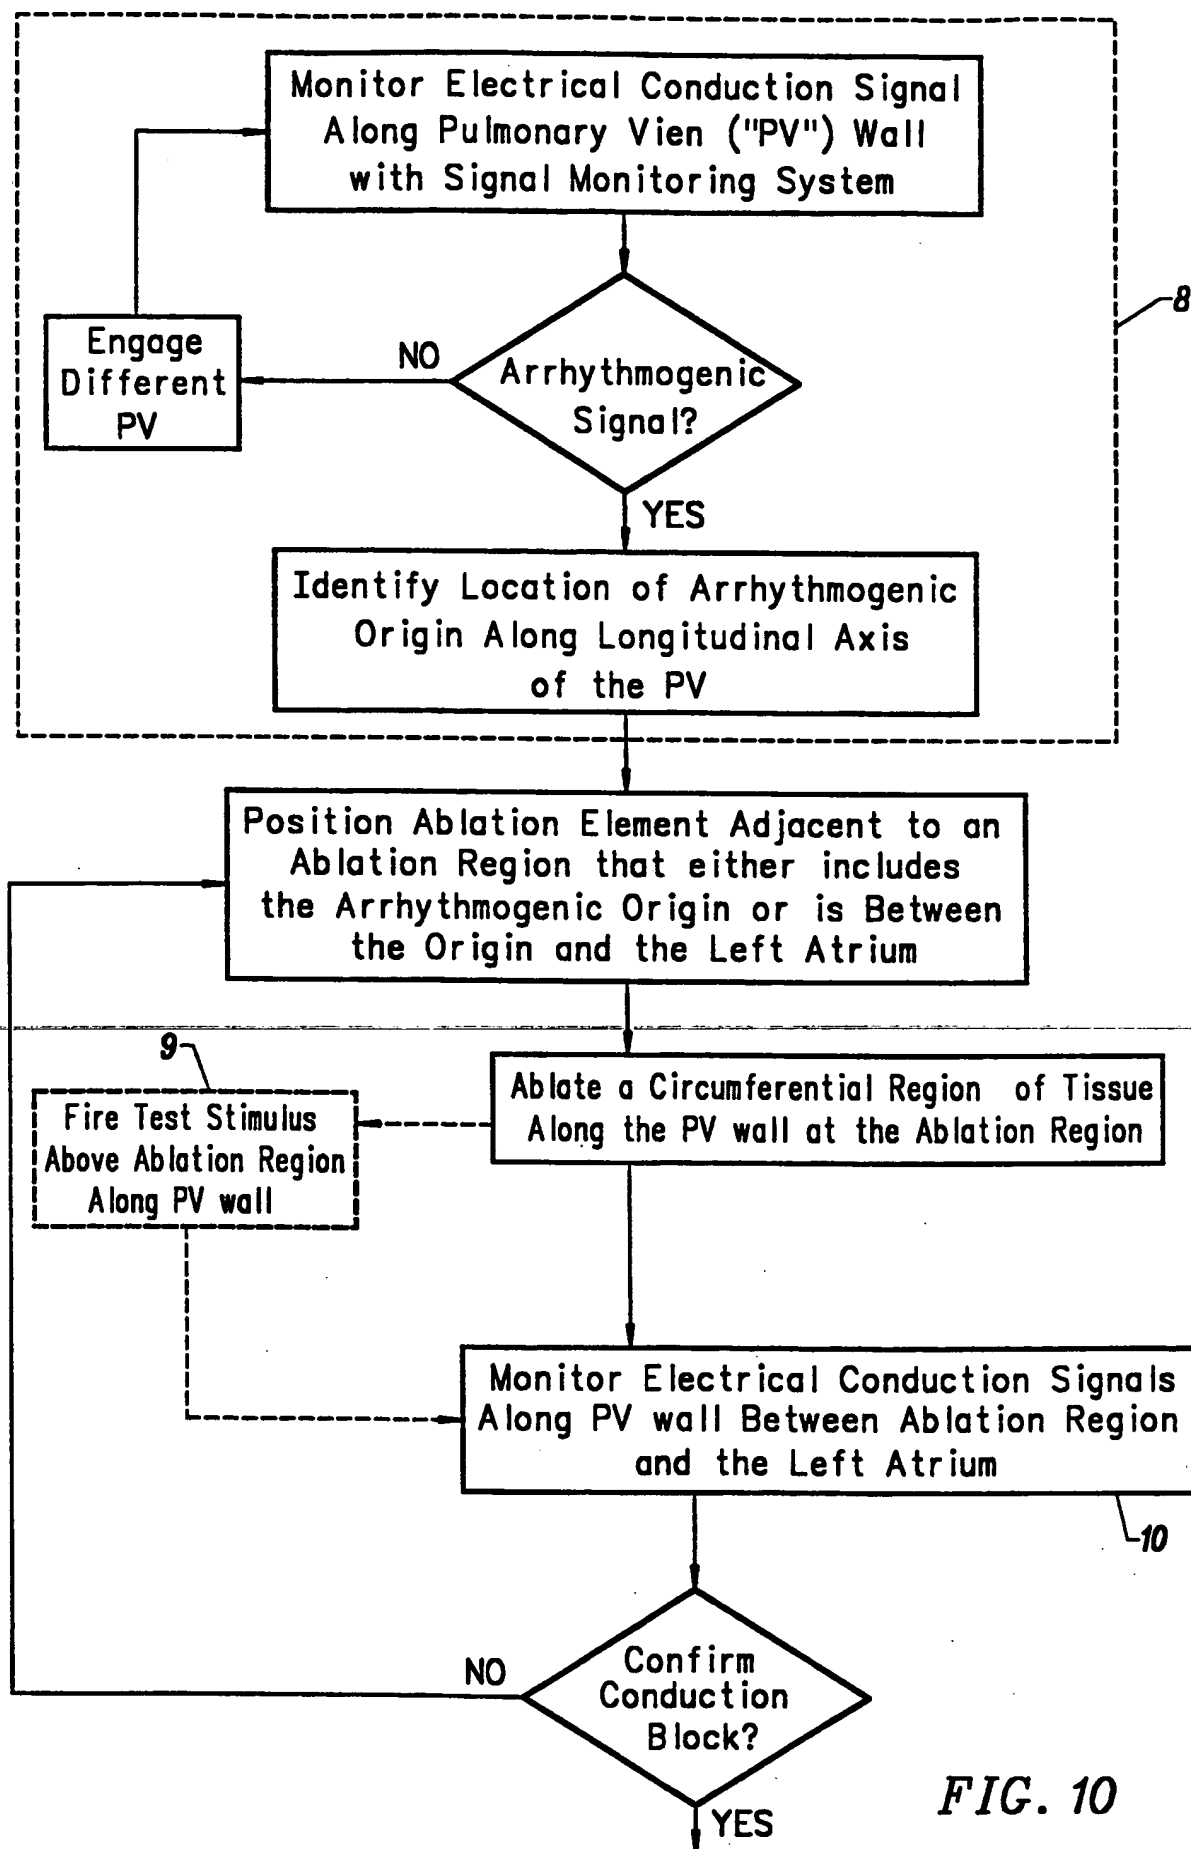 Monitor Electrical Conduction Signal
Along Pulmonary Vien ("PV") Wall
with Signal Monitoring System
8
Engage
Different
PV
NO
Arrhythmogenic
Signal?
YES
Identify Location of Arrhythmogenic
Origin Along Longitudinal Axis
of the PV
Position Ablation Element Adjacent to an
Ablation Region that either includes
the Arrhythmogenic Origin or is Between
the Origin and the Left Atrium
9
Ablate a Circumferential Region of Tissue
Along the PV wall at the Ablation Region
Fire Test Stimulus
Above Ablation Region
Along PV wall
Monitor Electrical Conduction Signals
Along PV wall Between Ablation Region
and the Left Atrium
10
NO
Confirm
Conduction
Block?
YES
FIG. 10